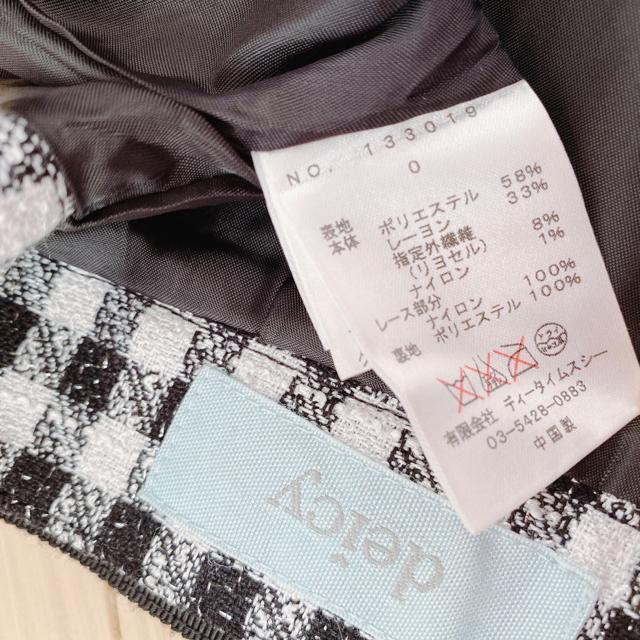 NO. 133019
0
表地 ポリエステル 58%
本体 レーヨン 33%
指定外繊維
(リヨセル) 8%
ナイロン 1%
レース部分
ナイロン 100%
裏地 ポリエステル 100%
有限会社 ディータイムスシー
03-5428-0883
中国製
deicy